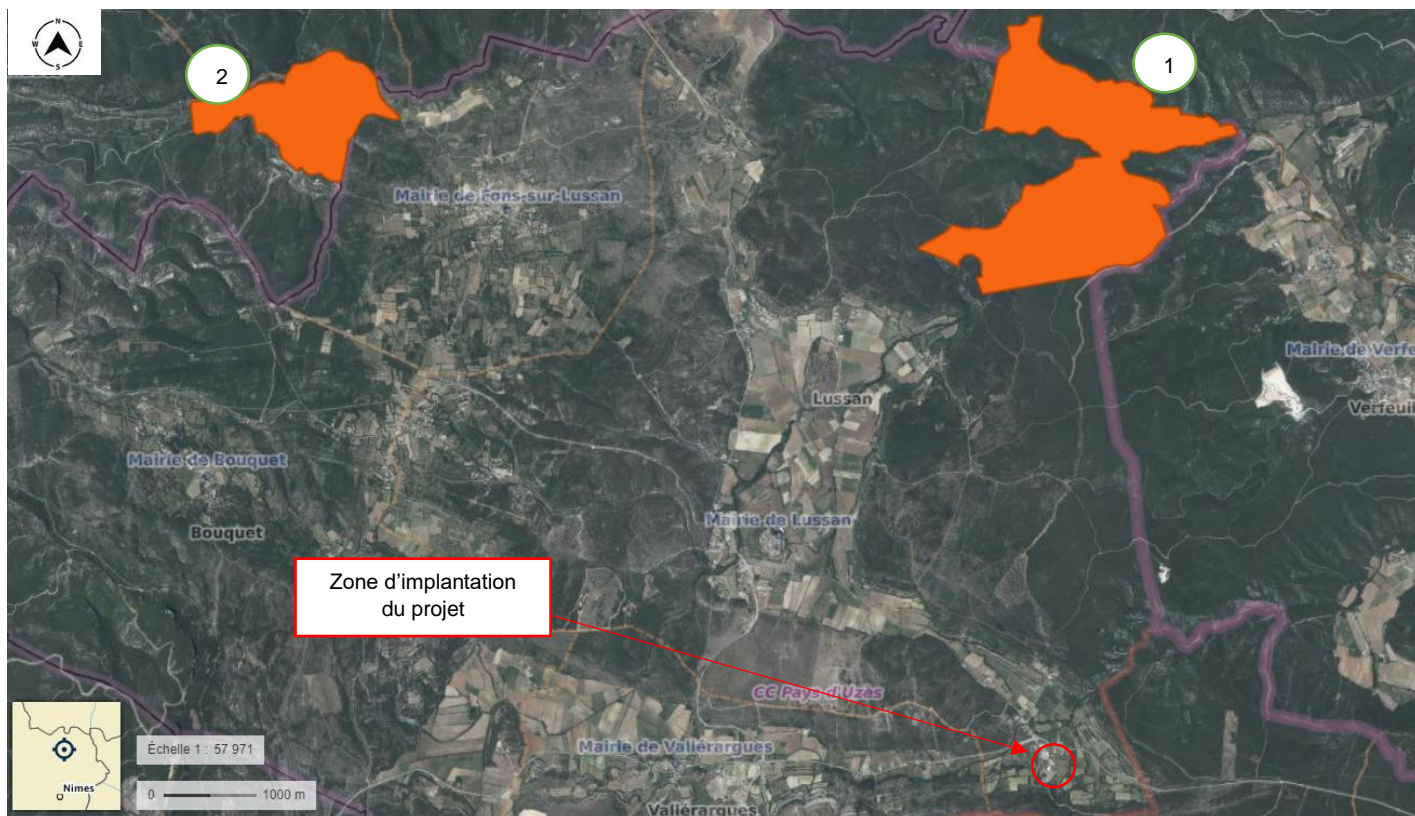 N
W
E
S
2
1
Mairie de Fons-sur-Lussan
Mairie de Verfe
Verfeuil
Lussan
Mairie de Bouquet
Bouquet
Mairie de Lussan
Zone d'implantation
du projet
CC Pays d'Uzès
Mairie de Vallérargues
Vallérargues
Échelle 1 : 57 971
Nimes
0
1000 m